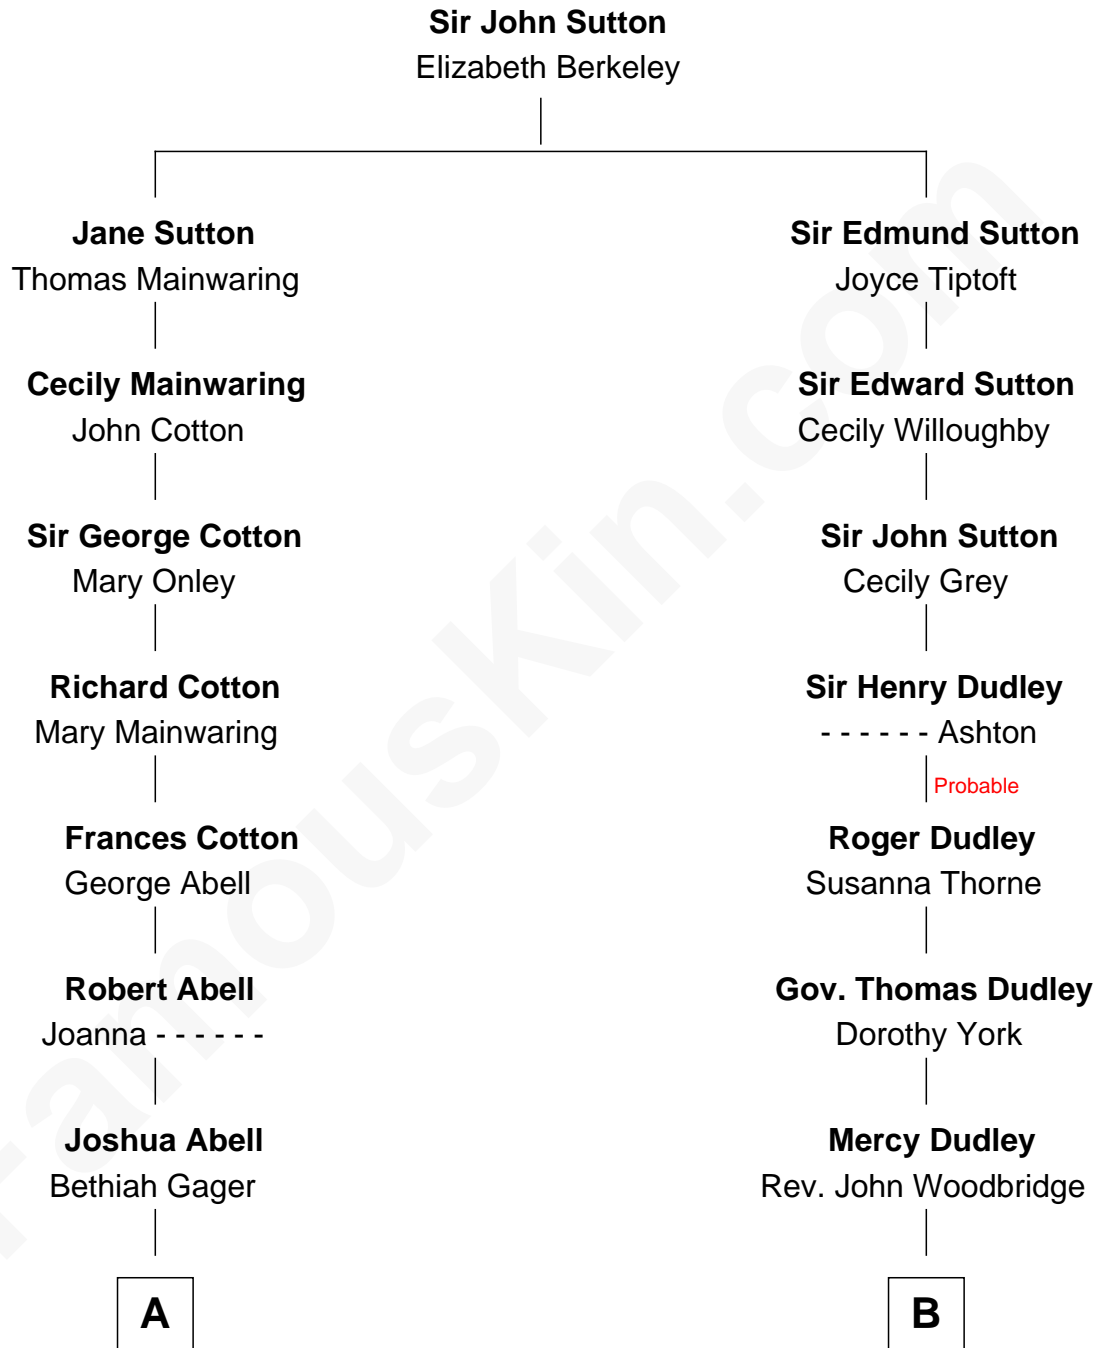 Sir John Sutton
Elizabeth Berkeley
Jane Sutton
Thomas Mainwaring
Sir Edmund Sutton
Joyce Tiptoft
Cecily Mainwaring
John Cotton
Sir Edward Sutton
Cecily Willoughby
Sir George Cotton
Mary Onley
Sir John Sutton
Cecily Grey
Richard Cotton
Mary Mainwaring
Sir Henry Dudley
- - - - - - Ashton
Probable
Frances Cotton
George Abell
Roger Dudley
Susanna Thorne
Robert Abell
Joanna - - - - - -
Gov. Thomas Dudley
Dorothy York
Joshua Abell
Bethiah Gager
Mercy Dudley
Rev. John Woodbridge
A
B
FamousKin.com